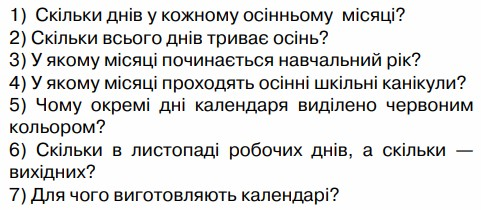 1) Скільки днів у кожному осінньому місяці?
2) Скільки всього днів триває осінь?
3) У якому місяці починається навчальний рік?
4) У якому місяці проходять осінні шкільні канікули?
5) Чому окремі дні календаря виділено червоним
кольором?
6) Скільки в листопаді робочих днів, а скільки —
вихідних?
7) Для чого виготовляють календарі?